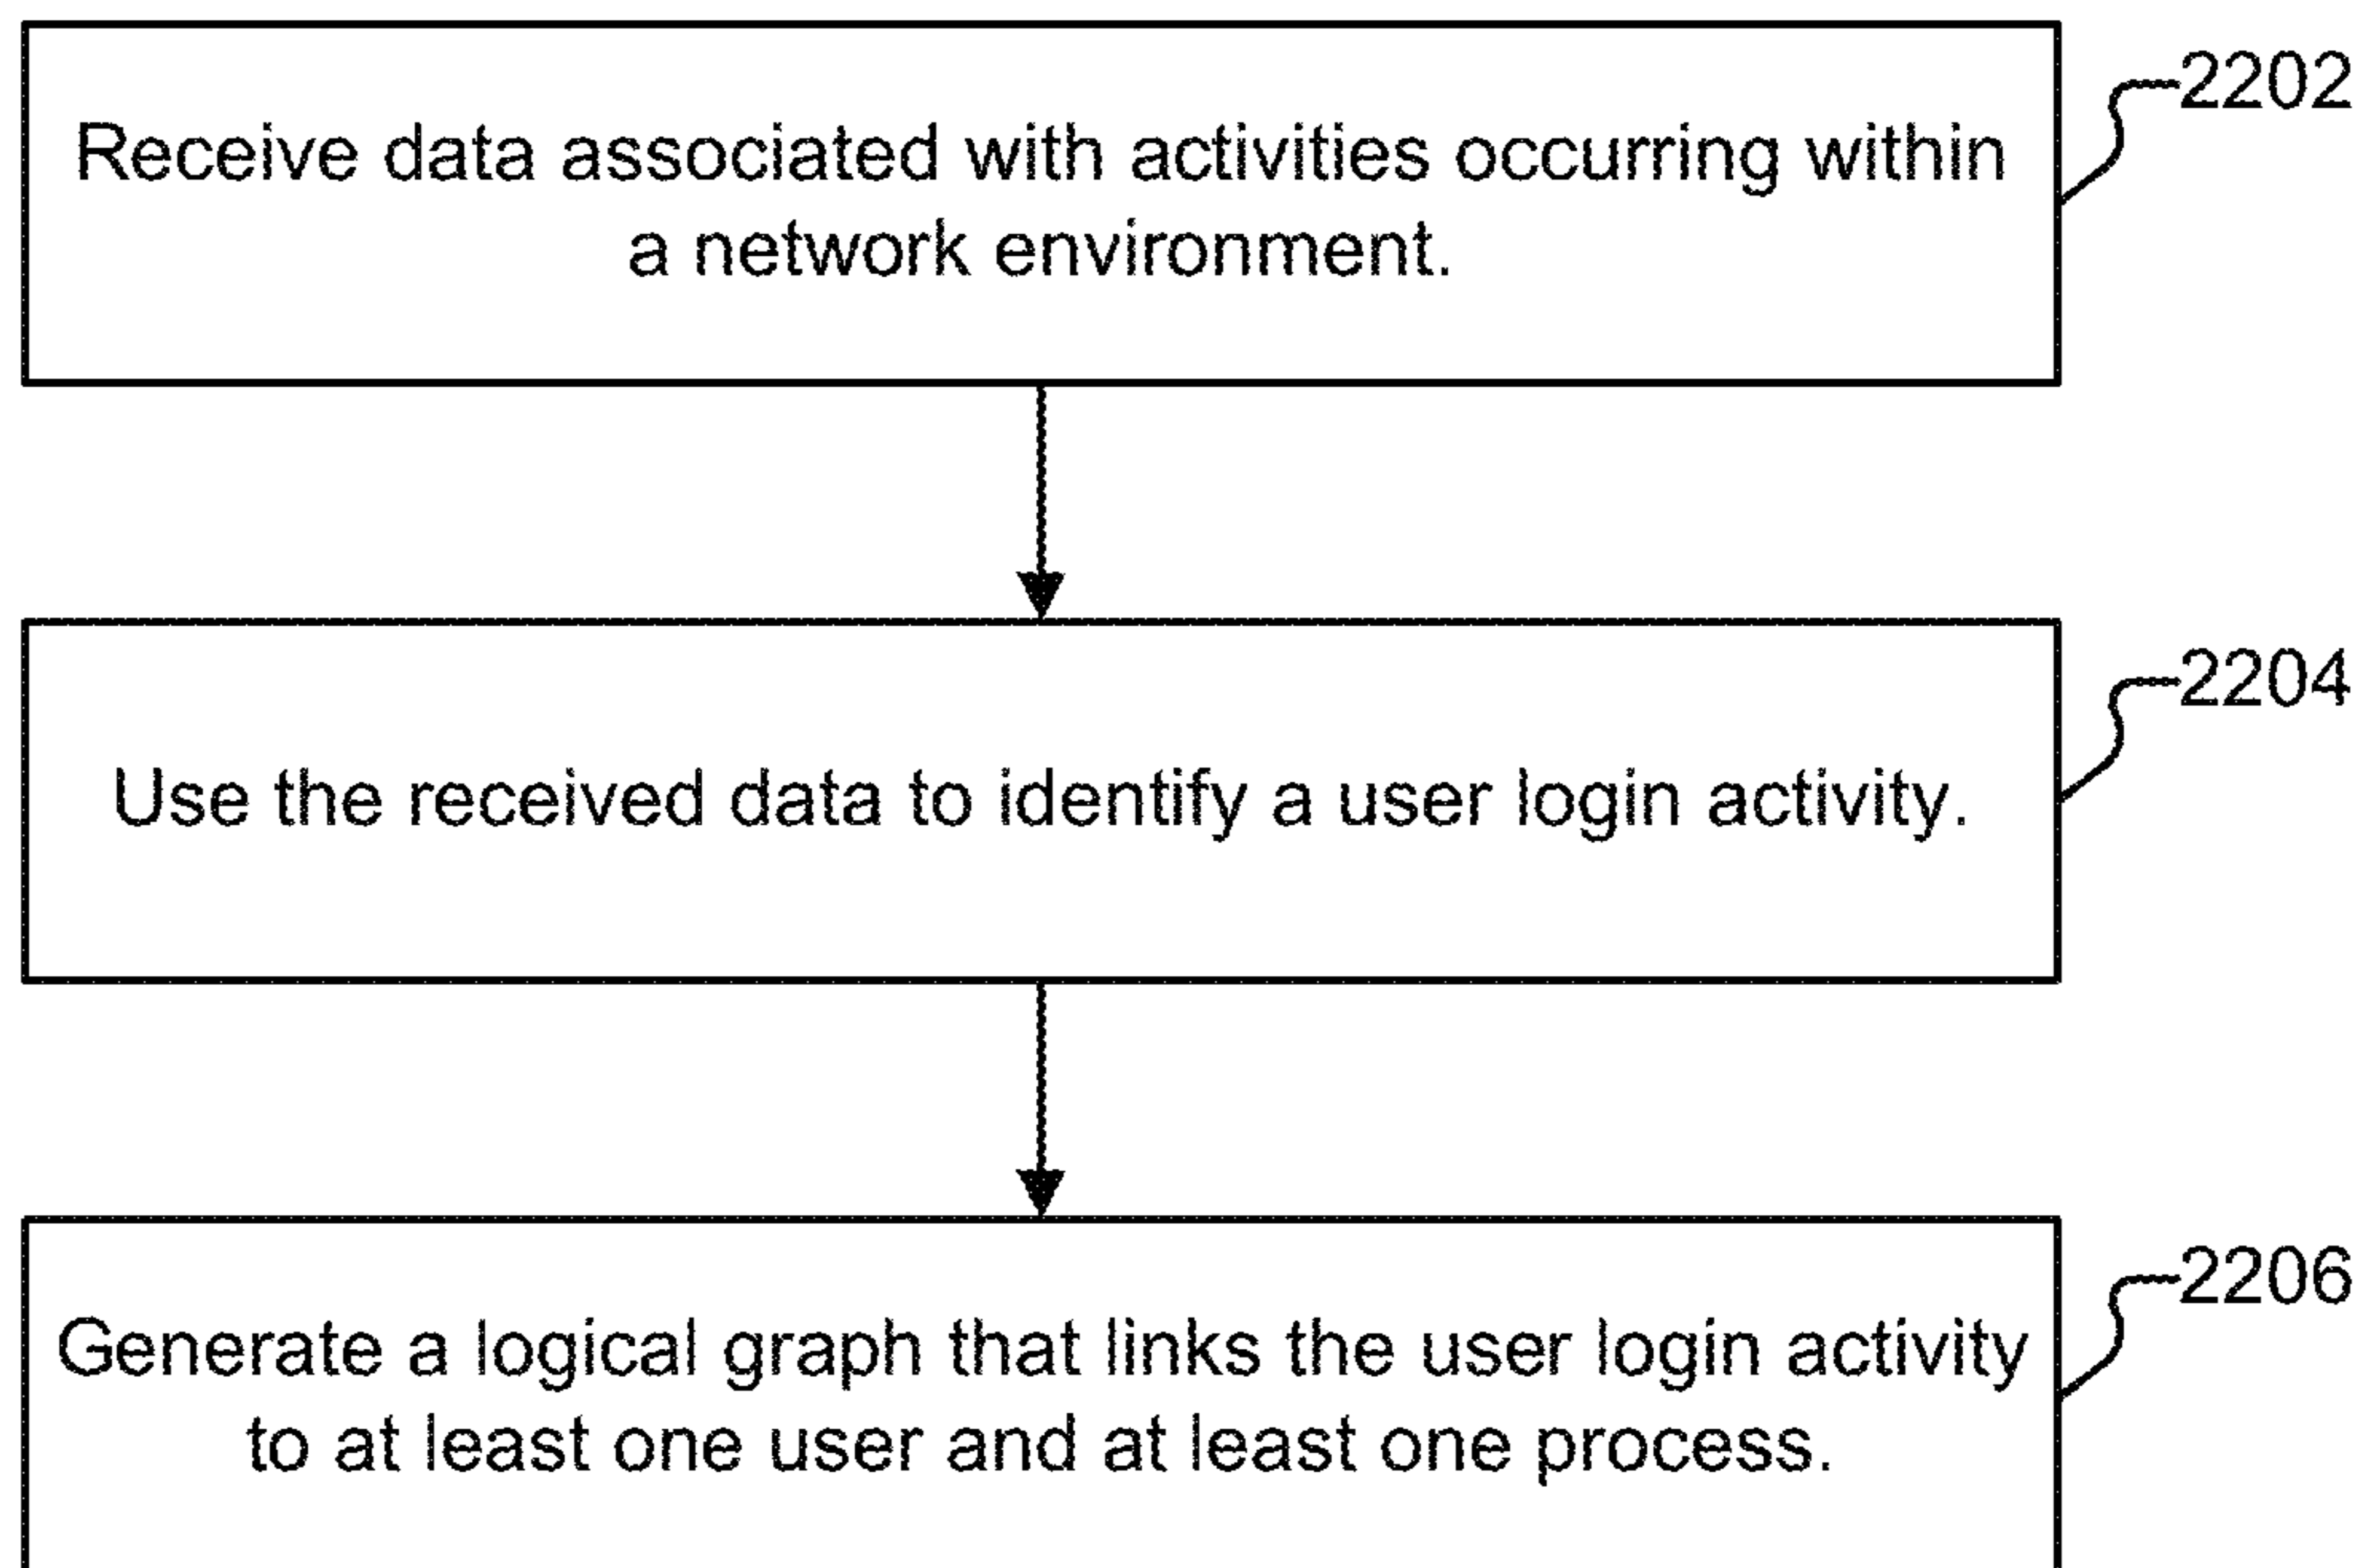 2202
Receive data associated with activities occurring within
a network environment.
2204
Use the received data to identify a user login activity.
2206
Generate a logical graph that links the user login activity
to at least one user and at least one process.